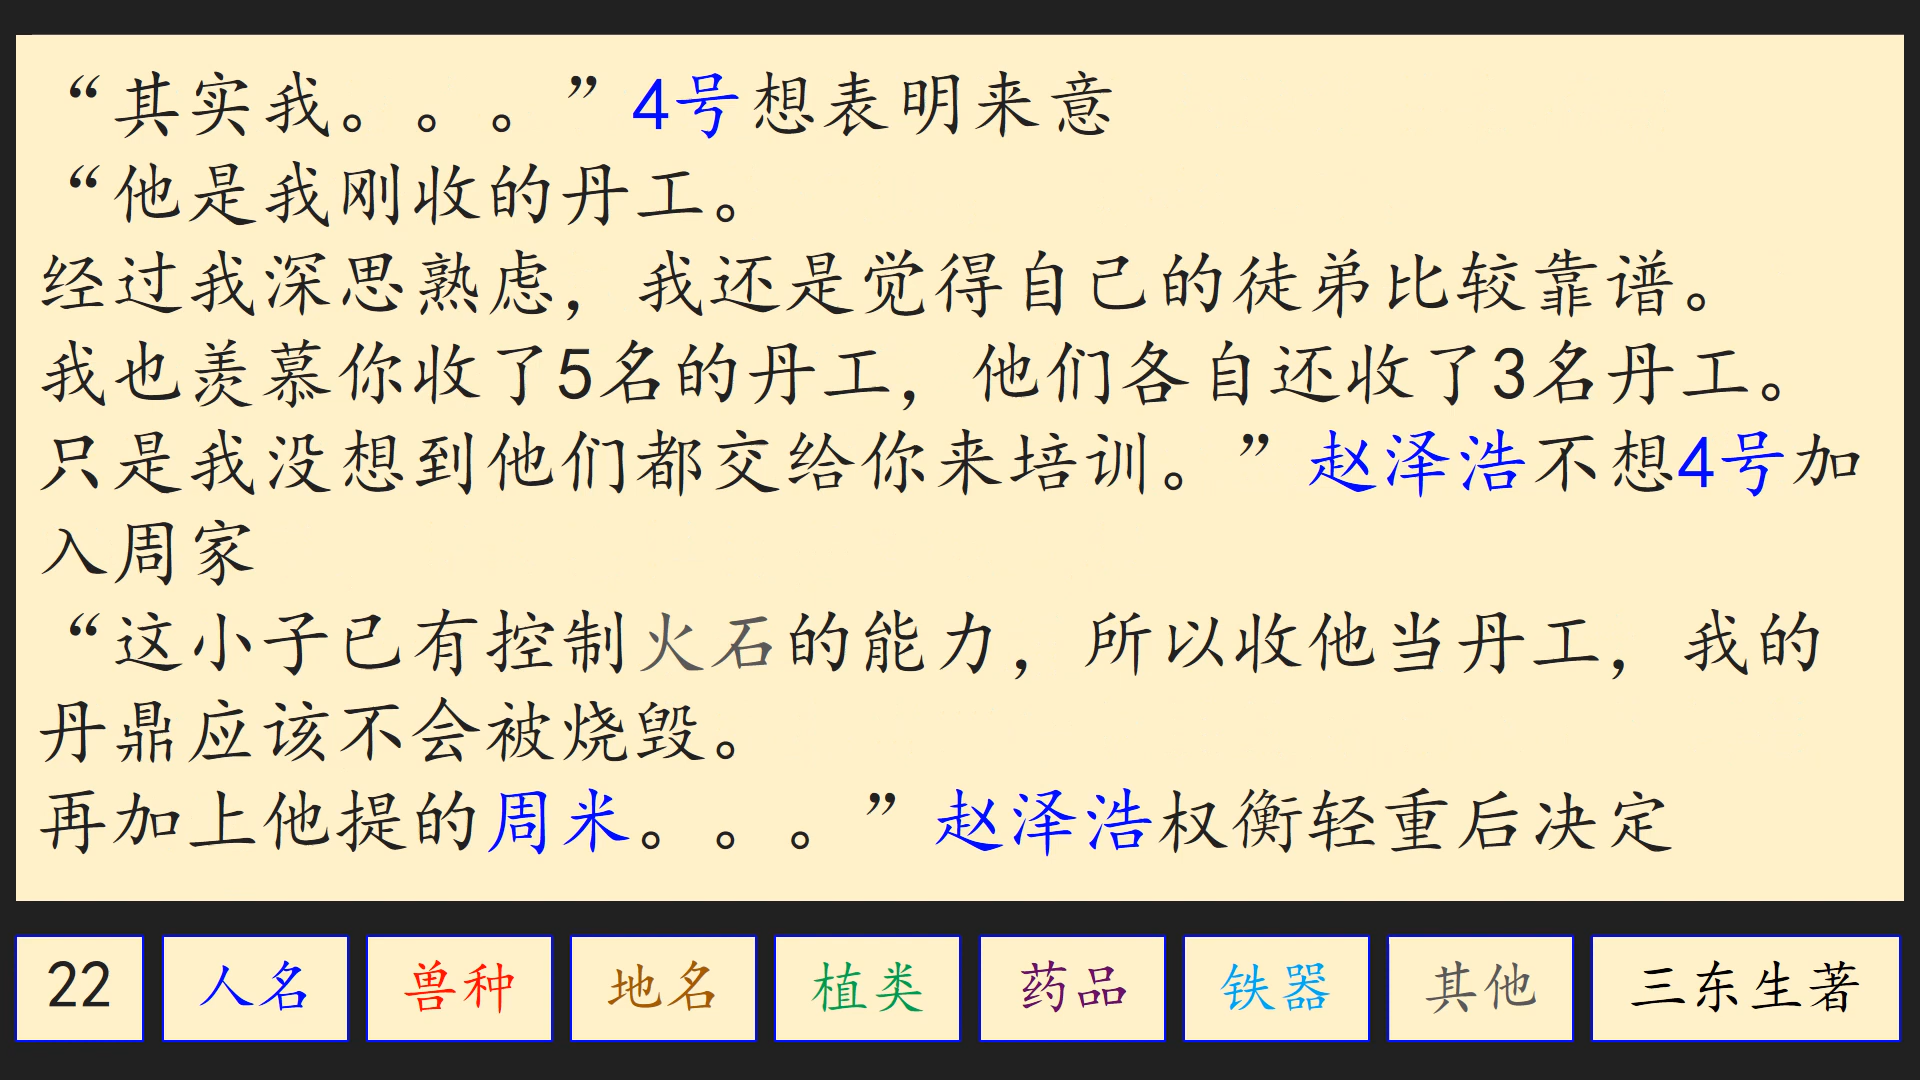 “其实我。。。”4号想表明来意
“他是我刚收的丹工。
经过我深思熟虑，我还是觉得自己的徒弟比较靠谱。
我也羡慕你收了5名的丹工，他们各自还收了3名丹工。
只是我没想到他们都交给你来培训。”赵泽浩不想4号加
入周家
“这小子已有控制火石的能力，所以收他当丹工，我的
丹鼎应该不会被烧毁。
再加上他提的周米。。。”赵泽浩权衡轻重后决定
22 人名 兽种 地名 植类 药品 铁器 其他 三东生著